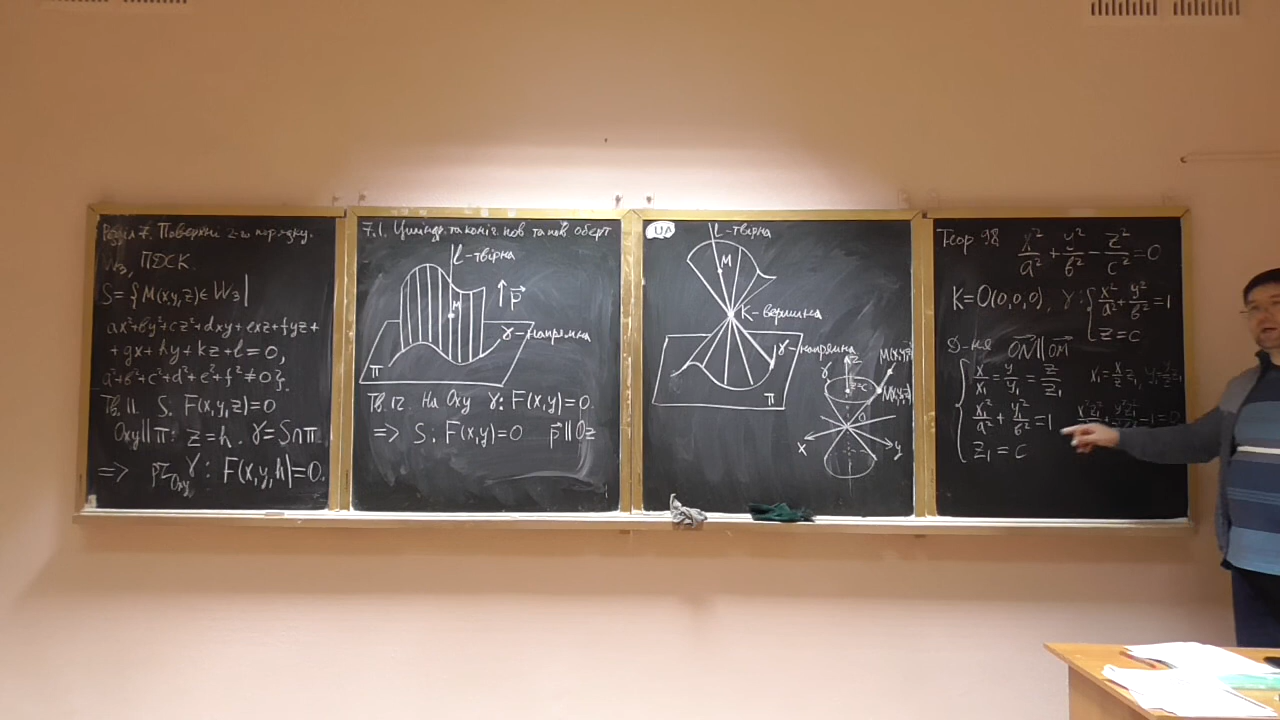 Розділ 7. Поверхні 2-го порядку.
W₃, ПДСК.
S={M(x,y,z)∈W₃|
ax²+by²+cz²+dxy+exz+fyz+
+gx+hy+kz+l=0,
a²+b²+c²+d²+e²+f²≠0}.
Тв. 11. S: F(x,y,z)=0
Oxy∥π: z=h. γ=S∩π.
=> пр_Oxy γ: F(x,y,h)=0.
7.1. Циліндр. та коніч. пов та пов оберт
l-твірна
M
p⃗
γ-напрямна
π
Тв. 12. На Oxy γ: F(x,y)=0.
=> S: F(x,y)=0 p⃗∥Oz
UA
l-твірна
M
K-вершина
γ-напрямна
π
γ
z
z=c
O
x
y
Теор 98 x²/a²+y²/b²-z²/c²=0
K=O(0,0,0), γ: {x²/a²+y²/b²=1
z=c
Д-ня ON∥OM
{x/x₁=y/y₁=z/z₁
x₁²/a²+y₁²/b²=1
z₁=c